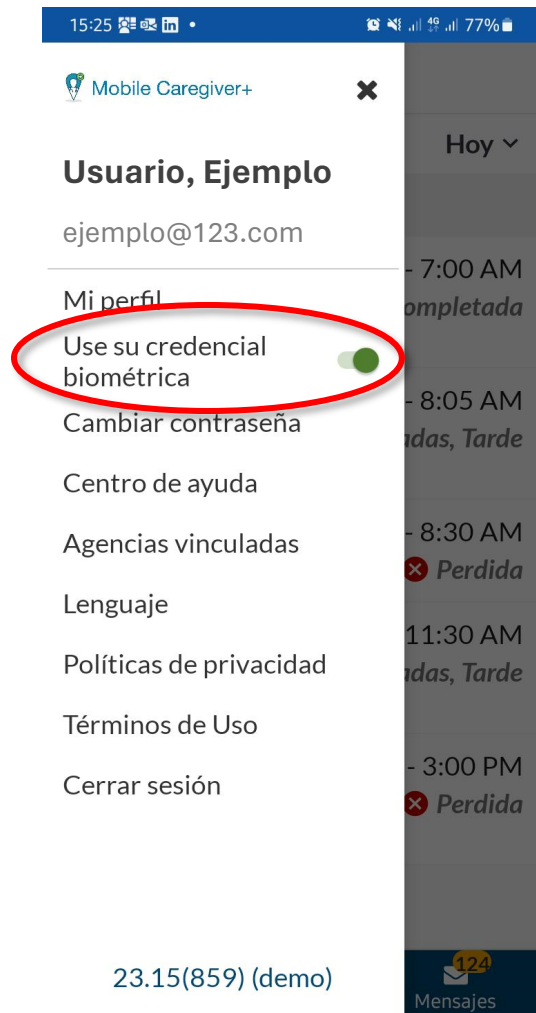 15:25
77%
Mobile Caregiver+
Hoy
Usuario, Ejemplo
ejemplo@123.com
- 7:00 AM
Mi perfil
Use su credencial
biométrica
- 8:05 AM
Cambiar contraseña
Tarde
Centro de ayuda
- 8:30 AM
Agencias vinculadas
Perdida
Lenguaje
11:30 AM
Políticas de privacidad
Tarde
Términos de Uso
- 3:00 PM
Cerrar sesión
Perdida
23.15(859) (demo)
124
Mensajes